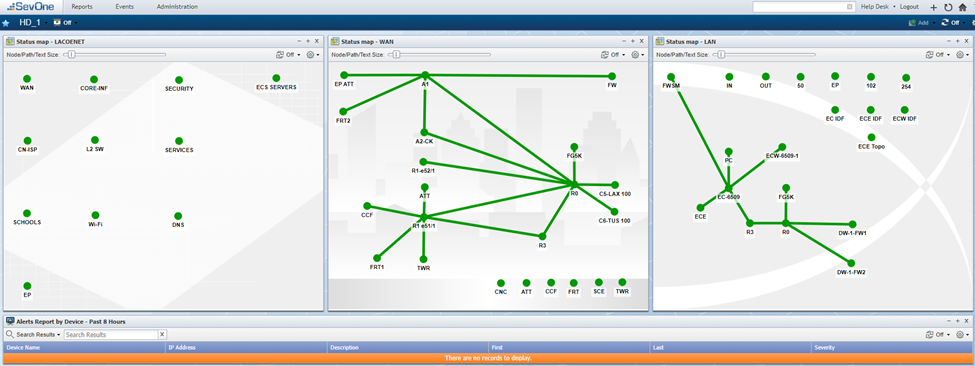 SevOne Reports Events Administration Help Desk Logout
HD_1 Off Add Off
Status map - LACOENET
Node/Path/Text Size: Off
WAN CORE-INF SECURITY ECS SERVERS
CN-ISP L2 SW SERVICES
SCHOOLS Wi-Fi DNS
EP
Status map - WAN
Node/Path/Text Size: Off
EP ATT A1 FW
FRT2
A2-CK
FG5K
R1-e52/1
R0
ATT C5-LAX 100
CCF
C6-TUS 100
R1 e51/1
R3
FRT1 TWR
CNC ATT CCF FRT SCE TWR
Status map - LAN
Node/Path/Text Size: Off
FWSM IN OUT 50 EP 102 254
EC IDF ECE IDF ECW IDF
ECE Topo
PC ECW-6509-1
EC-6509 FG5K
ECE
R3 R0 DW-1-FW1
DW-1-FW2
Alerts Report by Device - Past 8 Hours
Search Results Search Results Off
Device Name IP Address Description First Last Severity
There are no records to display.